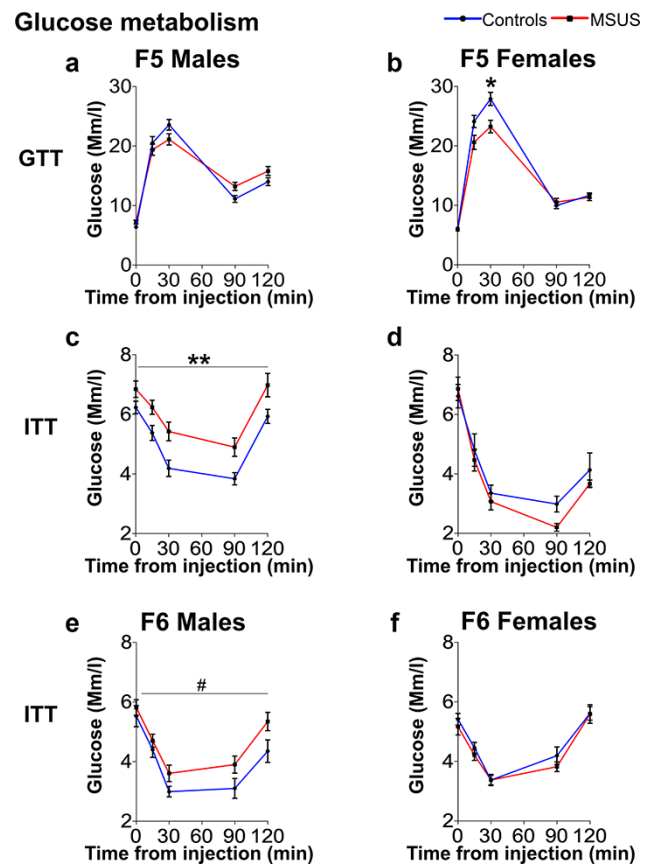 Glucose metabolism
Controls MSUS
a F5 Males
b F5 Females
GTT
Glucose (Mm/l)
30
20
10
0
0 30 60 90 120
Time from injection (min)
Glucose (Mm/l)
30
20
10
0
*
0 30 60 90 120
Time from injection (min)
c
d
ITT
Glucose (Mm/l)
8
6
4
2
**
0 30 60 90 120
Time from injection (min)
Glucose (Mm/l)
8
6
4
2
0 30 60 90 120
Time from injection (min)
e F6 Males
f F6 Females
ITT
Glucose (Mm/l)
8
6
4
2
#
0 30 60 90 120
Time from injection (min)
Glucose (Mm/l)
8
6
4
2
0 30 60 90 120
Time from injection (min)